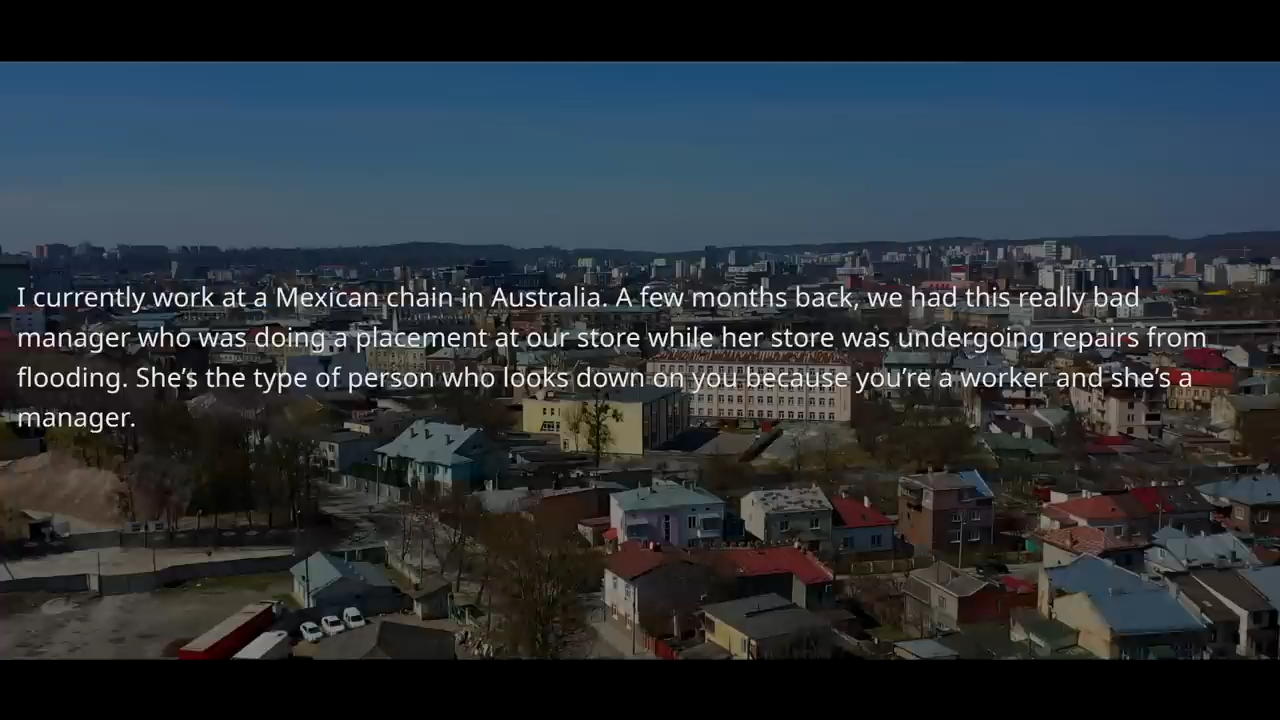 I currently work at a Mexican chain in Australia. A few months back, we had this really bad
manager who was doing a placement at our store while her store was undergoing repairs from
flooding. She’s the type of person who looks down on you because you’re a worker and she’s a
manager.